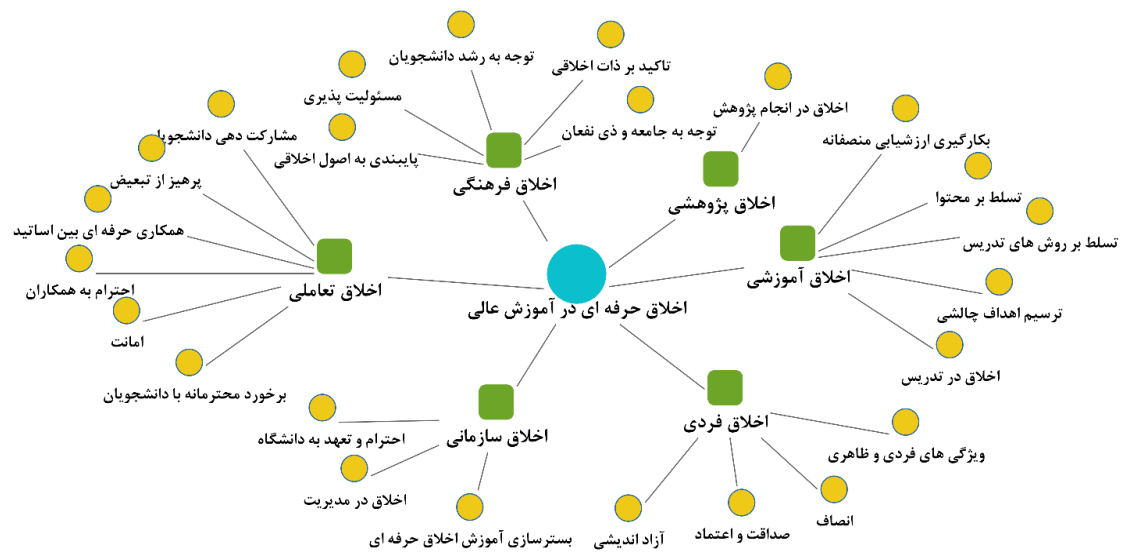 توجه به رشد دانشجویان
تاکید بر ذات اخلاقی
مسئولیت پذیری
توجه به جامعه و ذی نفعان
پایبندی به اصول اخلاقی
اخلاق فرهنگی
اخلاق در انجام پژوهش
اخلاق پژوهشی
بکارگیری ارزشیابی منصفانه
تسلط بر محتوا
تسلط بر روش های تدریس
ترسیم اهداف چالشی
اخلاق در تدریس
اخلاق آموزشی
مشارکت دهی دانشجویا
پرهیز از تبعیض
همکاری حرفه ای بین اساتید
احترام به همکاران
امانت
برخورد محترمانه با دانشجویان
اخلاق تعاملی
اخلاق حرفه ای در آموزش عالی
اخلاق سازمانی
احترام و تعهد به دانشگاه
اخلاق در مدیریت
بسترسازی آموزش اخلاق حرفه ای
اخلاق فردی
ویژگی های فردی و ظاهری
انصاف
صداقت و اعتماد
آزاد اندیشی